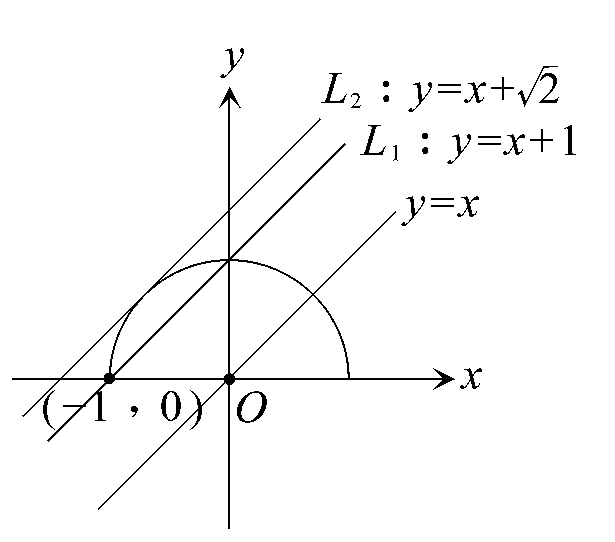 y
L₂：y=x+√2
L₁：y=x+1
y=x
x
(−1，0) O